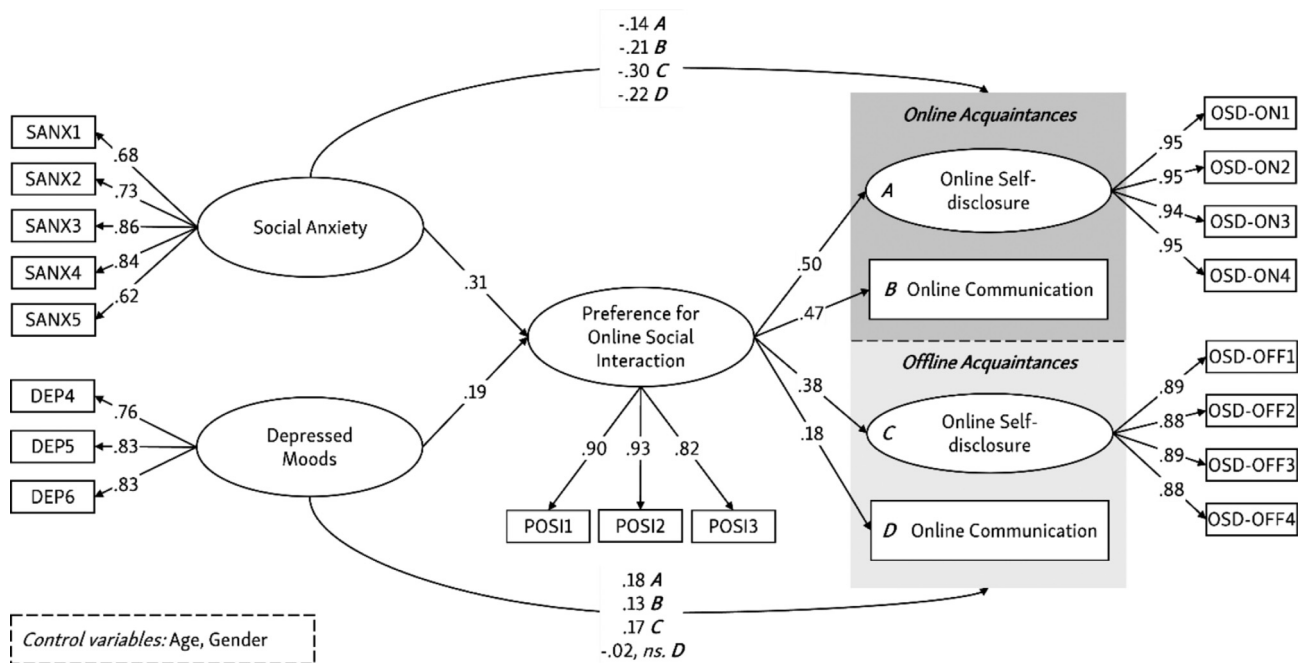 -.14 A
-.21 B
-.30 C
-.22 D
SANX1
SANX2
SANX3
SANX4
SANX5
.68
.73
.86
.84
.62
Social Anxiety
DEP4
DEP5
DEP6
.76
.83
.83
Depressed
Moods
.31
.19
Preference for
Online Social
Interaction
.90
.93
.82
POSI1
POSI2
POSI3
.50
.47
.38
.18
Online Acquaintances
A
Online Self-
disclosure
B Online Communication
Offline Acquaintances
C
Online Self-
disclosure
D Online Communication
.95
.95
.94
.95
OSD-ON1
OSD-ON2
OSD-ON3
OSD-ON4
.89
.88
.89
.88
OSD-OFF1
OSD-OFF2
OSD-OFF3
OSD-OFF4
.18 A
.13 B
.17 C
-.02, ns. D
Control variables: Age, Gender